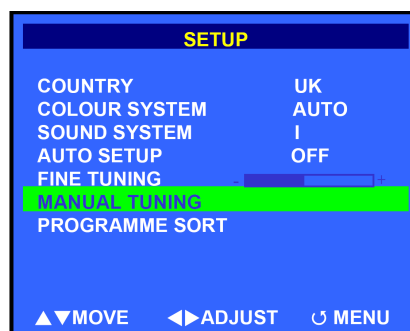 SETUP
COUNTRY UK
COLOUR SYSTEM AUTO
SOUND SYSTEM I
AUTO SETUP OFF
FINE TUNING - +
MANUAL TUNING
PROGRAMME SORT
▲▼MOVE ◀▶ADJUST ↺ MENU